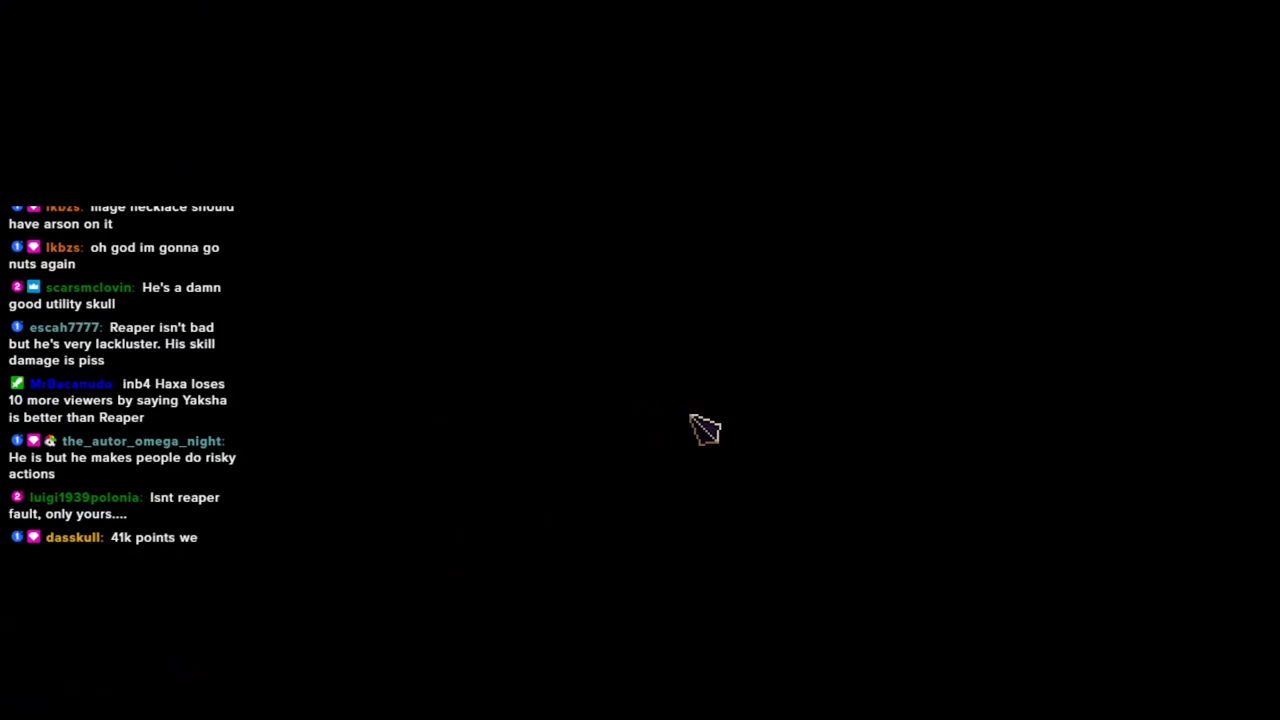 lkbzs: mage necklace should
have arson on it
lkbzs: oh god im gonna go
nuts again
scarsmclovin: He's a damn
good utility skull
escah7777: Reaper isn't bad
but he's very lackluster. His skill
damage is piss
MrBacanudo: inb4 Haxa loses
10 more viewers by saying Yaksha
is better than Reaper
the_autor_omega_night:
He is but he makes people do risky
actions
luigi1939polonia: Isnt reaper
fault, only yours....
dasskull: 41k points we